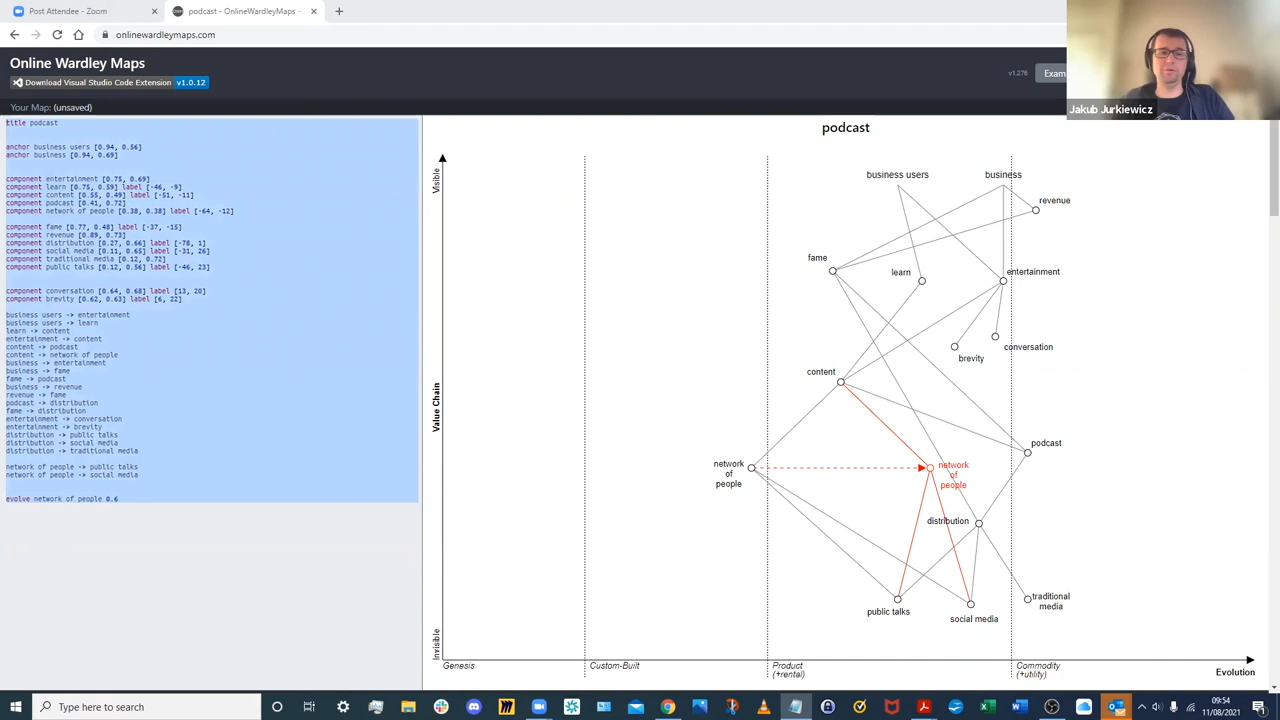 Post Attendee - Zoom
podcast - OnlineWardleyMaps -
onlinewardleymaps.com
Online Wardley Maps
Download Visual Studio Code Extension v1.0.12
v1.276
Exam
Your Map: (unsaved)
Jakub Jurkiewicz
title podcast
anchor business users [0.94, 0.56]
anchor business [0.94, 0.69]
component entertainment [0.75, 0.69]
component learn [0.75, 0.59] label [-46, -9]
component content [0.55, 0.49] label [-51, -11]
component podcast [0.41, 0.72]
component network of people [0.38, 0.38] label [-64, -12]
component fame [0.77, 0.48] label [-37, -15]
component revenue [0.89, 0.73]
component distribution [0.27, 0.66] label [-78, 1]
component social media [0.11, 0.65] label [-31, 26]
component traditional media [0.12, 0.72]
component public talks [0.12, 0.56] label [-46, 23]
component conversation [0.64, 0.68] label [13, 20]
component brevity [0.62, 0.63] label [6, 22]
business users -> entertainment
business users -> learn
learn -> content
entertainment -> content
content -> podcast
content -> network of people
business -> entertainment
business -> fame
fame -> podcast
business -> revenue
revenue -> fame
podcast -> distribution
fame -> distribution
entertainment -> conversation
entertainment -> brevity
distribution -> public talks
distribution -> social media
distribution -> traditional media
network of people -> public talks
network of people -> social media
evolve network of people 0.6
podcast
Visible
Value Chain
Invisible
business users
business
revenue
fame
learn
entertainment
conversation
brevity
content
podcast
network
of
people
network
of
people
distribution
public talks
social media
traditional
media
Genesis
Custom-Built
Product
(+rental)
Commodity
(+utility)
Evolution
Type here to search
09:54
11/08/2021